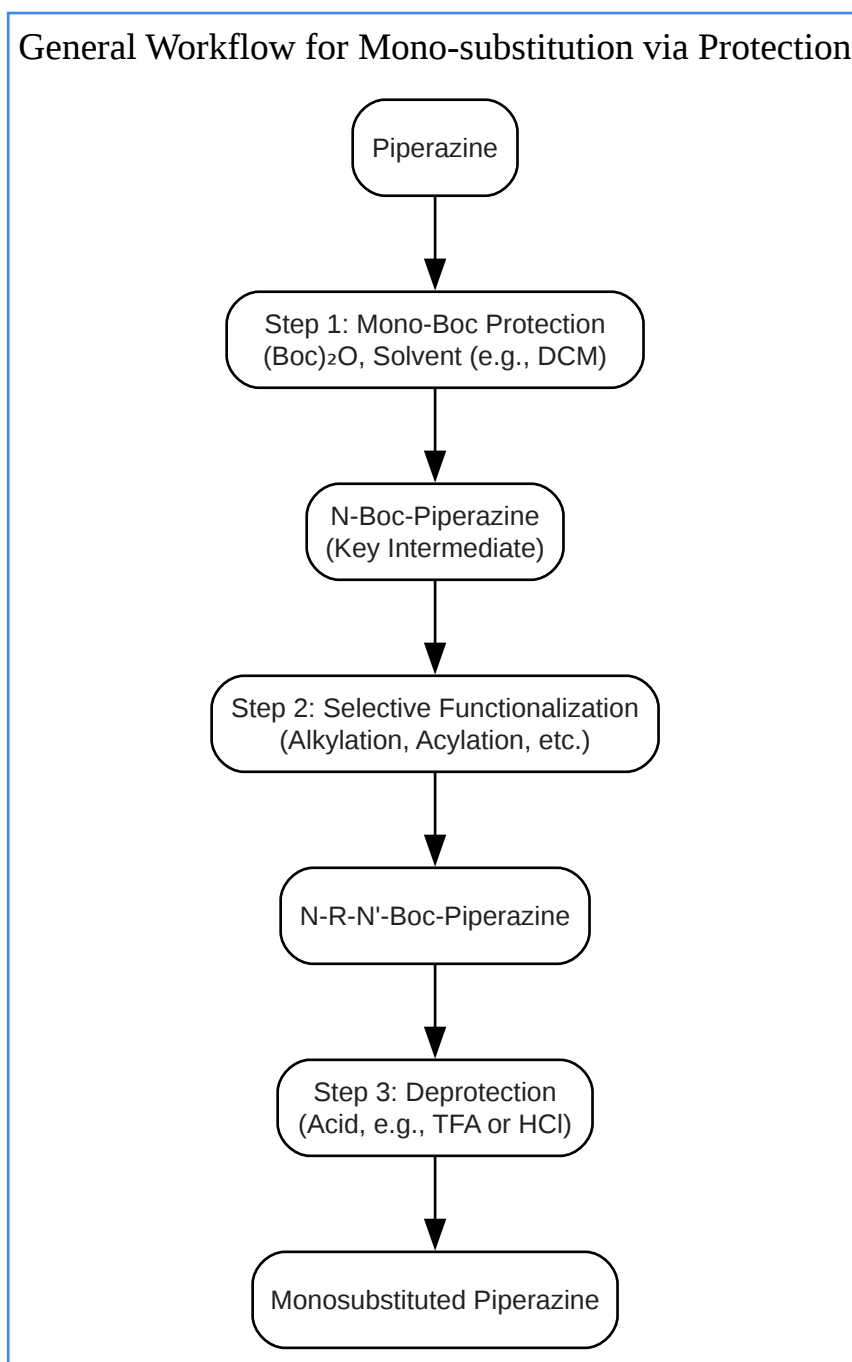 General Workflow for Mono-substitution via Protection
Piperazine
Step 1: Mono-Boc Protection
(Boc)₂O, Solvent (e.g., DCM)
N-Boc-Piperazine
(Key Intermediate)
Step 2: Selective Functionalization
(Alkylation, Acylation, etc.)
N-R-N'-Boc-Piperazine
Step 3: Deprotection
(Acid, e.g., TFA or HCl)
Monosubstituted Piperazine